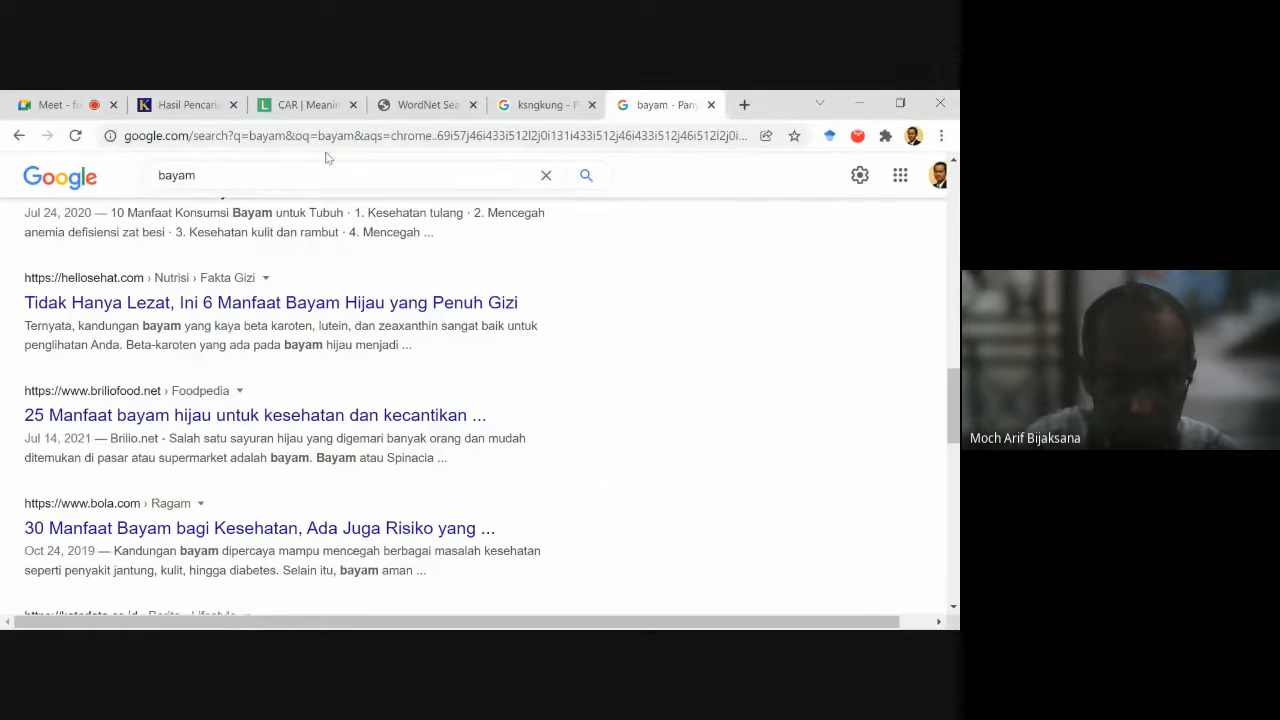 Meet - fu
Hasil Pencaria
CAR | Meanin
WordNet Sea
ksngkung - P
bayam - Pan
google.com/search?q=bayam&oq=bayam&aqs=chrome..69i57j46i433i512l2j0i131i433i512j46i433i512j46i512l2j0i...
Google
bayam
Jul 24, 2020 — 10 Manfaat Konsumsi Bayam untuk Tubuh · 1. Kesehatan tulang · 2. Mencegah
anemia defisiensi zat besi · 3. Kesehatan kulit dan rambut · 4. Mencegah ...
https://hellosehat.com › Nutrisi › Fakta Gizi
Tidak Hanya Lezat, Ini 6 Manfaat Bayam Hijau yang Penuh Gizi
Ternyata, kandungan bayam yang kaya beta karoten, lutein, dan zeaxanthin sangat baik untuk
penglihatan Anda. Beta-karoten yang ada pada bayam hijau menjadi ...
https://www.briliofood.net › Foodpedia
25 Manfaat bayam hijau untuk kesehatan dan kecantikan ...
Jul 14, 2021 — Brilio.net - Salah satu sayuran hijau yang digemari banyak orang dan mudah
ditemukan di pasar atau supermarket adalah bayam. Bayam atau Spinacia ...
https://www.bola.com › Ragam
30 Manfaat Bayam bagi Kesehatan, Ada Juga Risiko yang ...
Oct 24, 2019 — Kandungan bayam dipercaya mampu mencegah berbagai masalah kesehatan
seperti penyakit jantung, kulit, hingga diabetes. Selain itu, bayam aman ...
Moch Arif Bijaksana